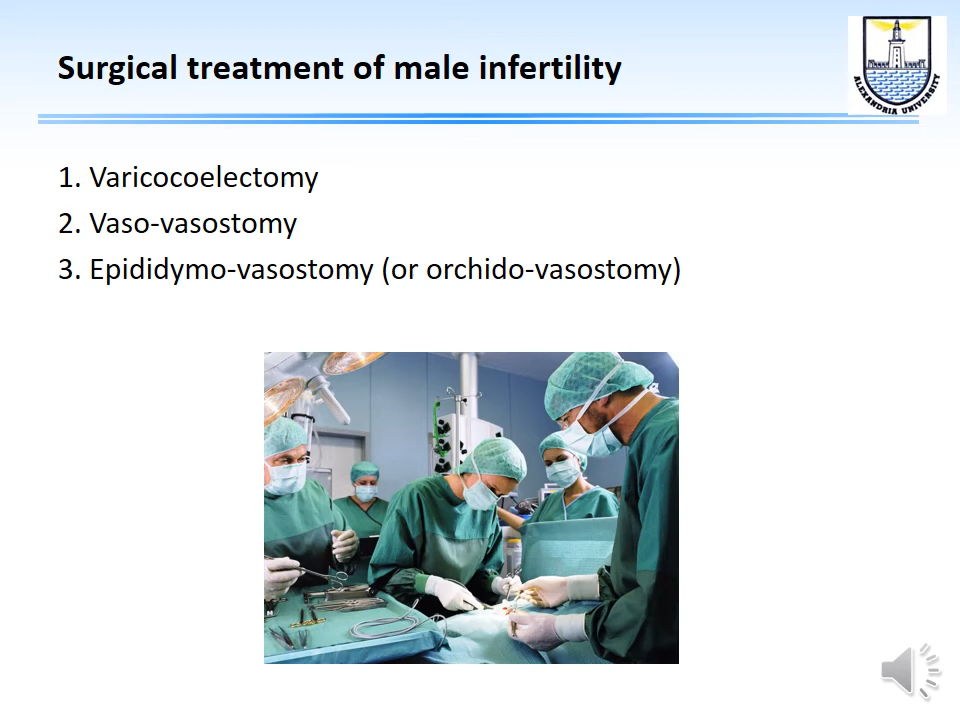 Surgical treatment of male infertility
ALEXANDRIA UNIVERSITY
1. Varicocoelectomy
2. Vaso-vasostomy
3. Epididymo-vasostomy (or orchido-vasostomy)